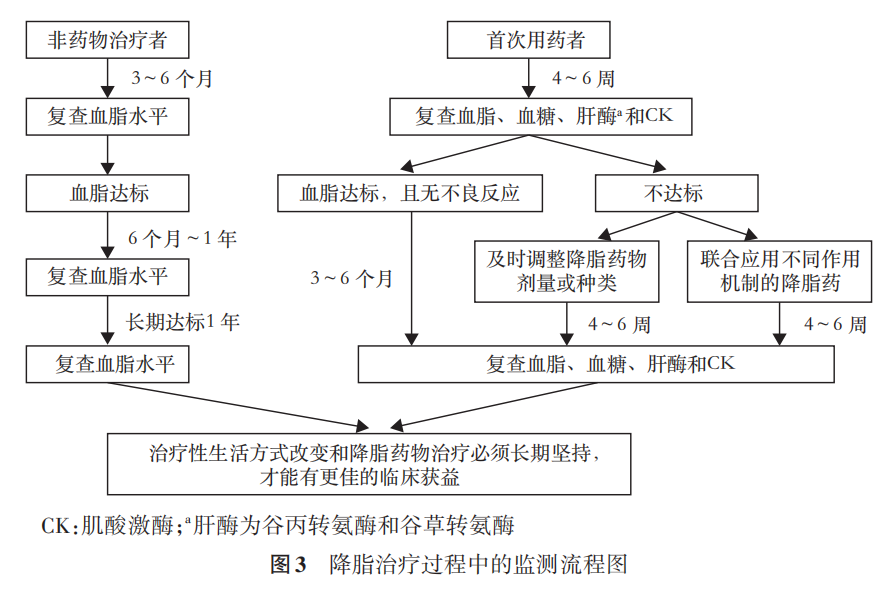 非药物治疗者
3~6 个月
复查血脂水平
血脂达标
6 个月~1 年
复查血脂水平
长期达标1 年
复查血脂水平
首次用药者
4~6 周
复查血脂、血糖、肝酶ᵃ和CK
血脂达标，且无不良反应
不达标
3~6 个月
及时调整降脂药物
剂量或种类
联合应用不同作用
机制的降脂药
4~6 周
4~6 周
复查血脂、血糖、肝酶和CK
治疗性生活方式改变和降脂药物治疗必须长期坚持，
才能有更佳的临床获益
CK:肌酸激酶;ᵃ肝酶为谷丙转氨酶和谷草转氨酶
图3 降脂治疗过程中的监测流程图